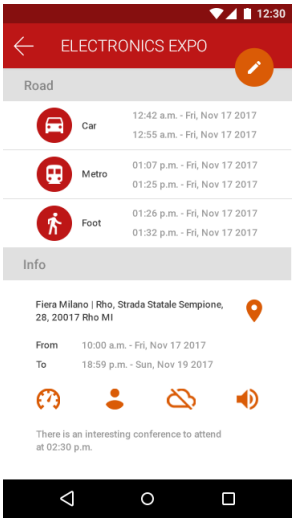 12:30
ELECTRONICS EXPO
Road
Car
12:42 a.m. - Fri, Nov 17 2017
12:55 a.m. - Fri, Nov 17 2017
Metro
01:07 p.m. - Fri, Nov 17 2017
01:25 p.m. - Fri, Nov 17 2017
Foot
01:26 p.m. - Fri, Nov 17 2017
01:32 p.m. - Fri, Nov 17 2017
Info
Fiera Milano | Rho, Strada Statale Sempione,
28, 20017 Rho MI
From 10:00 a.m. - Fri, Nov 17 2017
To 18:59 p.m. - Sun, Nov 19 2017
There is an interesting conference to attend
at 02:30 p.m.